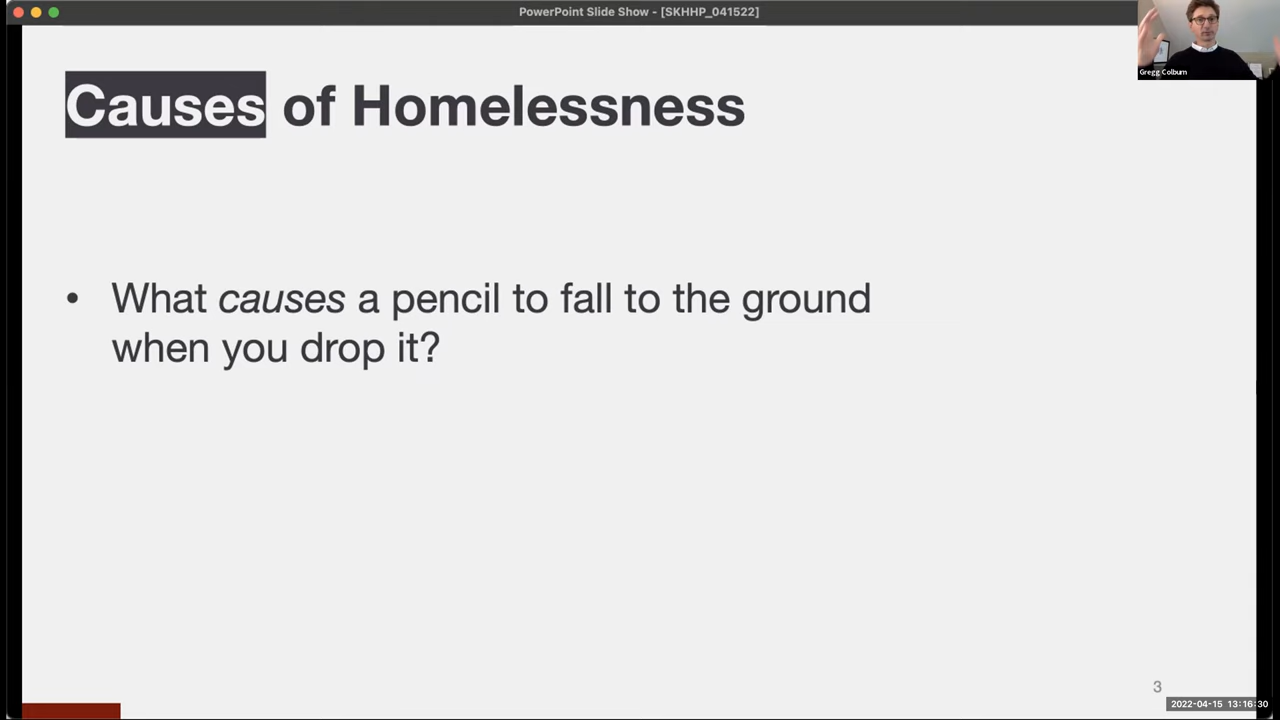 PowerPoint Slide Show - [SKHHP_041522]
Gregg Colburn
Causes of Homelessness
• What causes a pencil to fall to the ground
when you drop it?
3
2022-04-15 13:16:30